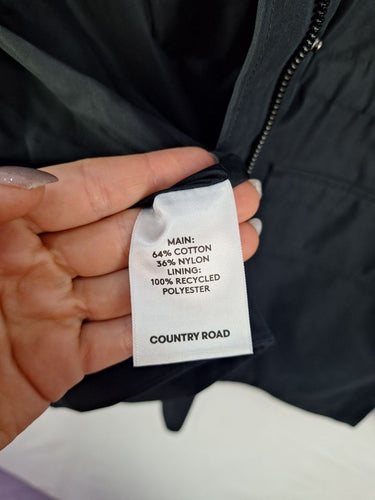 MAIN:
64% COTTON
36% NYLON
LINING:
100% RECYCLED
POLYESTER
COUNTRY ROAD